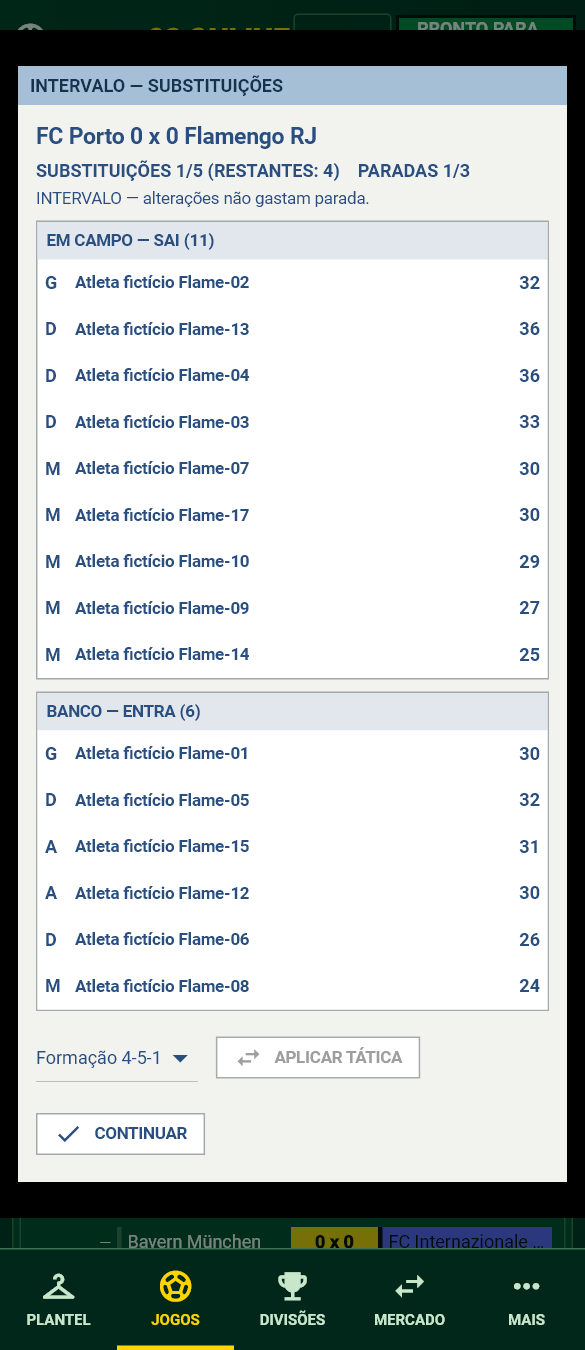 PRONTO PARA
INTERVALO — SUBSTITUIÇÕES
FC Porto 0 x 0 Flamengo RJ
SUBSTITUIÇÕES 1/5 (RESTANTES: 4) PARADAS 1/3
INTERVALO — alterações não gastam parada.
EM CAMPO — SAI (11)
G Atleta fictício Flame-02 32
D Atleta fictício Flame-13 36
D Atleta fictício Flame-04 36
D Atleta fictício Flame-03 33
M Atleta fictício Flame-07 30
M Atleta fictício Flame-17 30
M Atleta fictício Flame-10 29
M Atleta fictício Flame-09 27
M Atleta fictício Flame-14 25
BANCO — ENTRA (6)
G Atleta fictício Flame-01 30
D Atleta fictício Flame-05 32
A Atleta fictício Flame-15 31
A Atleta fictício Flame-12 30
D Atleta fictício Flame-06 26
M Atleta fictício Flame-08 24
Formação 4-5-1 APLICAR TÁTICA
CONTINUAR
— Bayern München 0 x 0 FC Internazionale ...
PLANTEL JOGOS DIVISÕES MERCADO MAIS